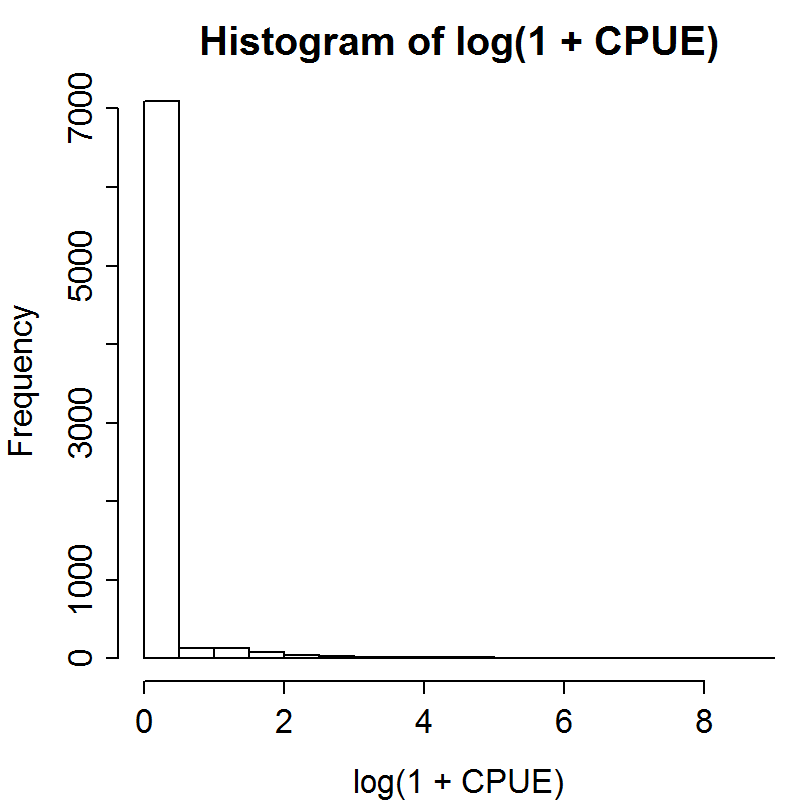 Histogram of log(1 + CPUE)
Frequency
7000
5000
3000
1000
0
0 2 4 6 8
log(1 + CPUE)